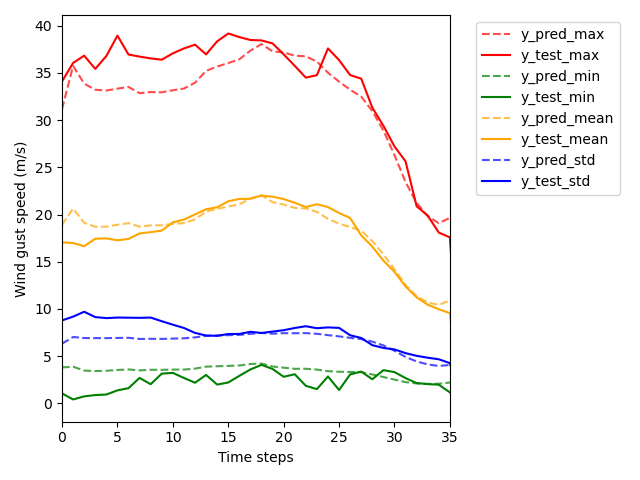 40
35
30
25
20
15
10
5
0
Wind gust speed (m/s)
0 5 10 15 20 25 30 35
Time steps
y_pred_max
y_test_max
y_pred_min
y_test_min
y_pred_mean
y_test_mean
y_pred_std
y_test_std